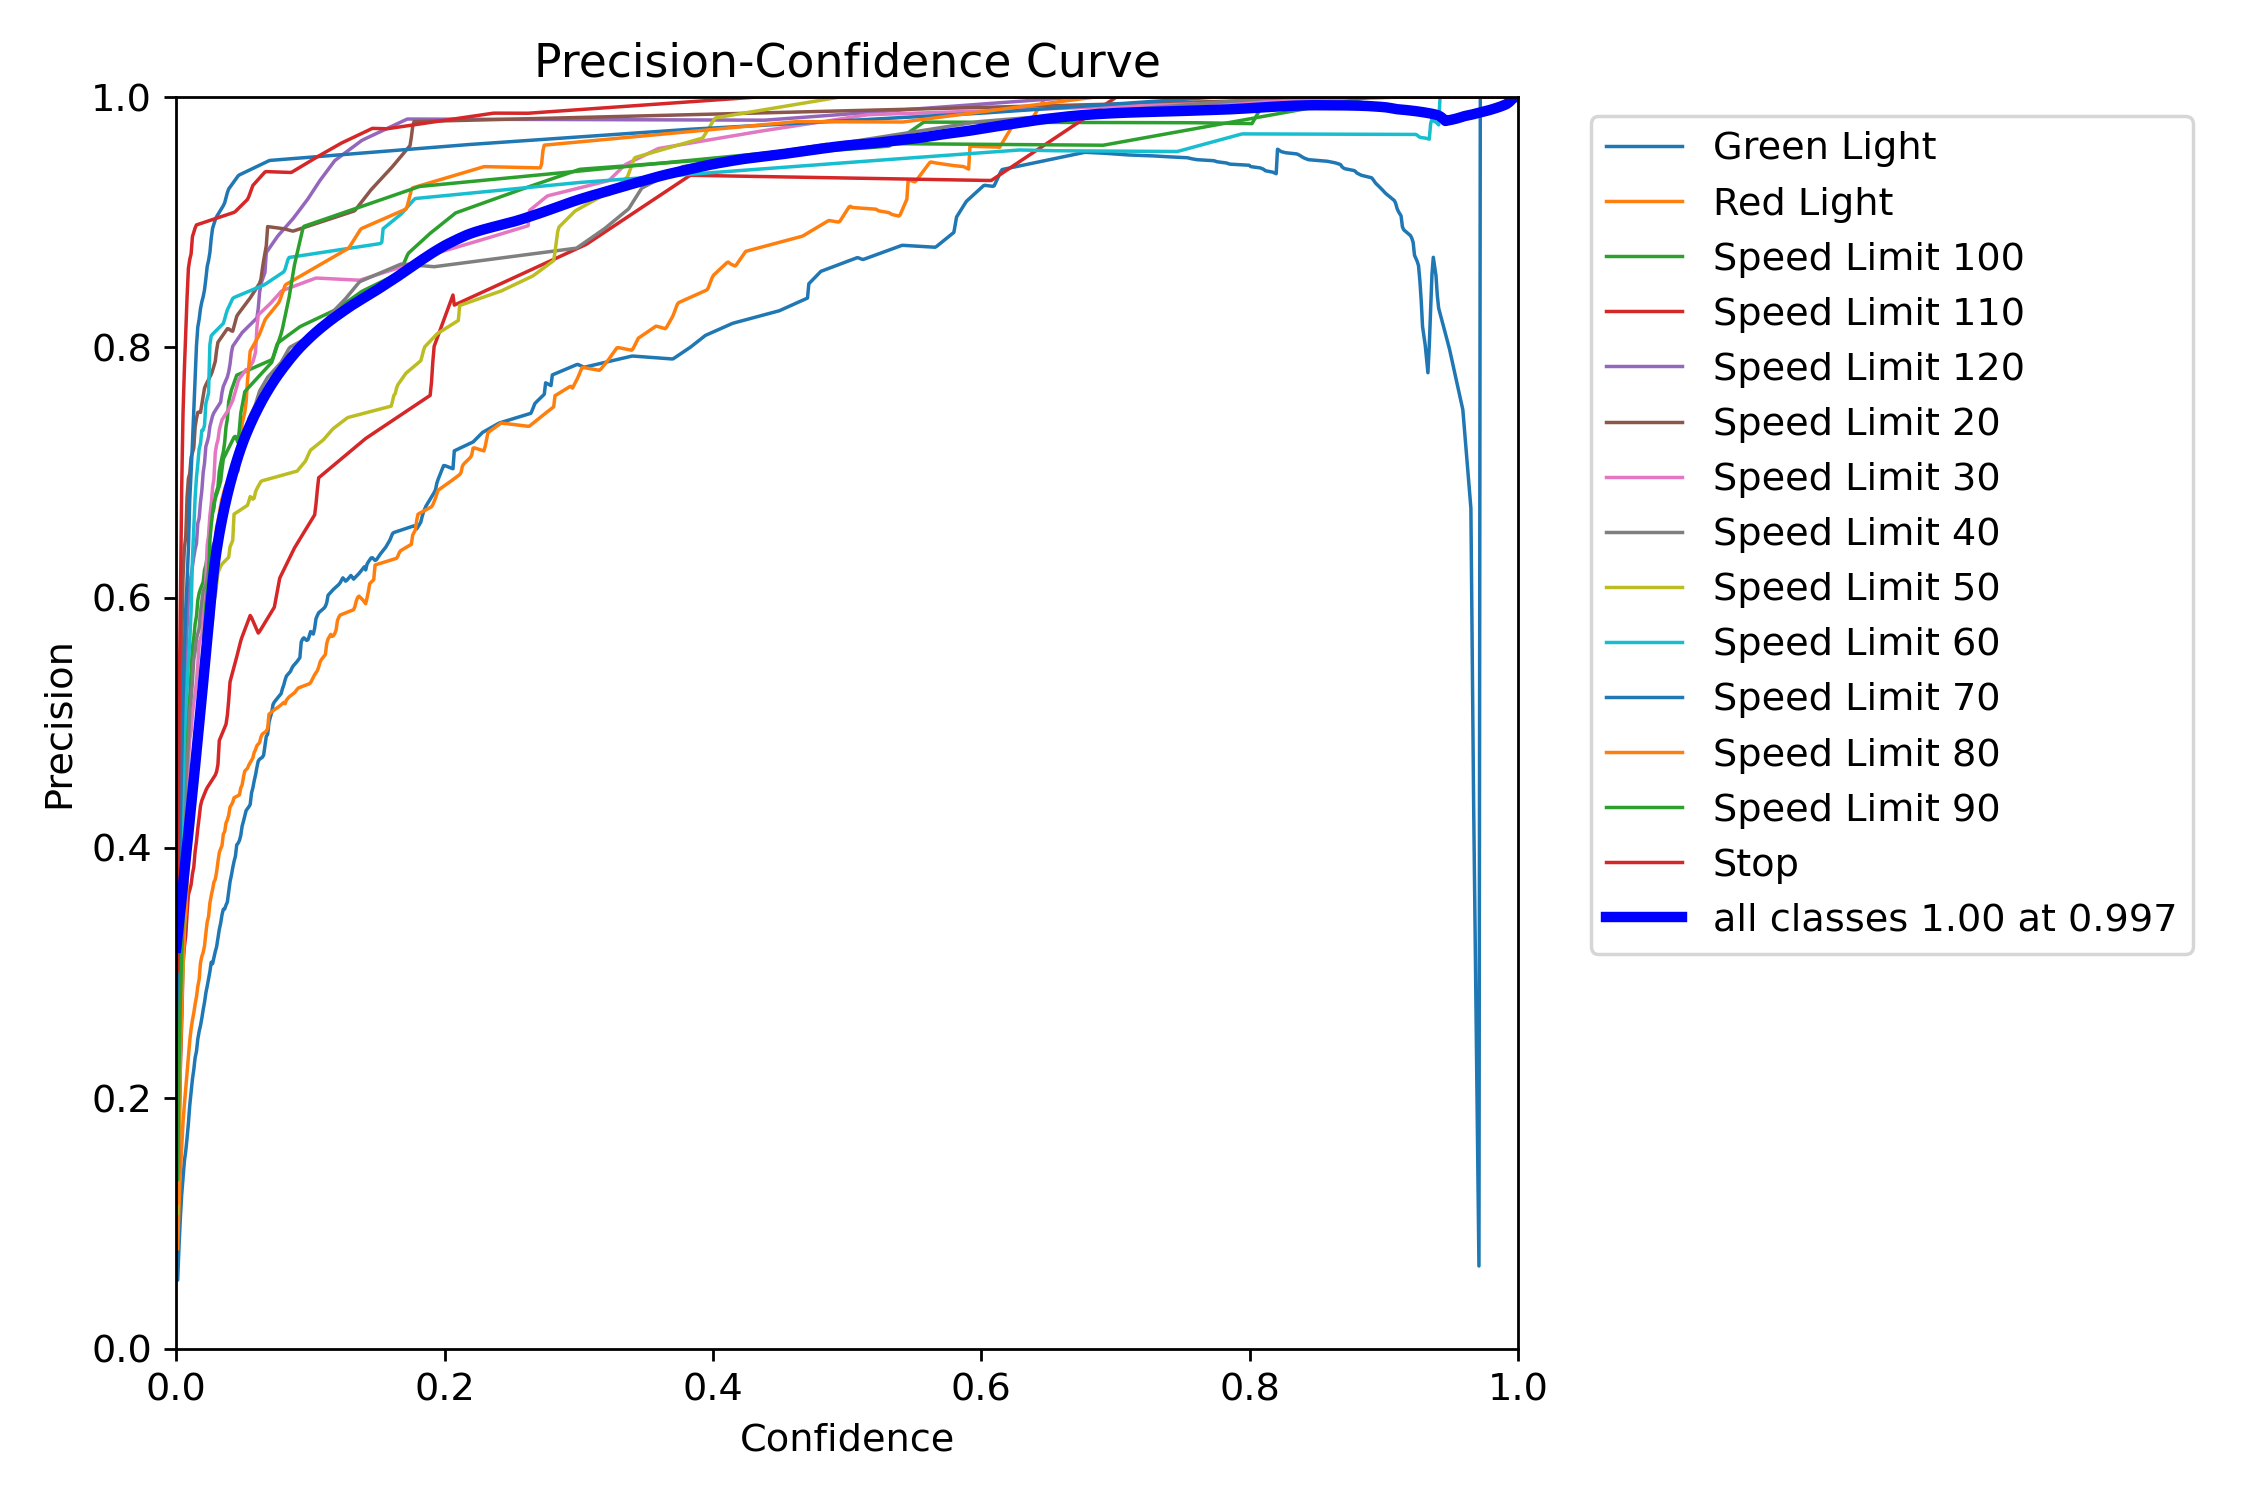 Precision-Confidence Curve
1.0
0.8
0.6
0.4
0.2
0.0
Precision
0.0 0.2 0.4 0.6 0.8 1.0
Confidence
Green Light
Red Light
Speed Limit 100
Speed Limit 110
Speed Limit 120
Speed Limit 20
Speed Limit 30
Speed Limit 40
Speed Limit 50
Speed Limit 60
Speed Limit 70
Speed Limit 80
Speed Limit 90
Stop
all classes 1.00 at 0.997